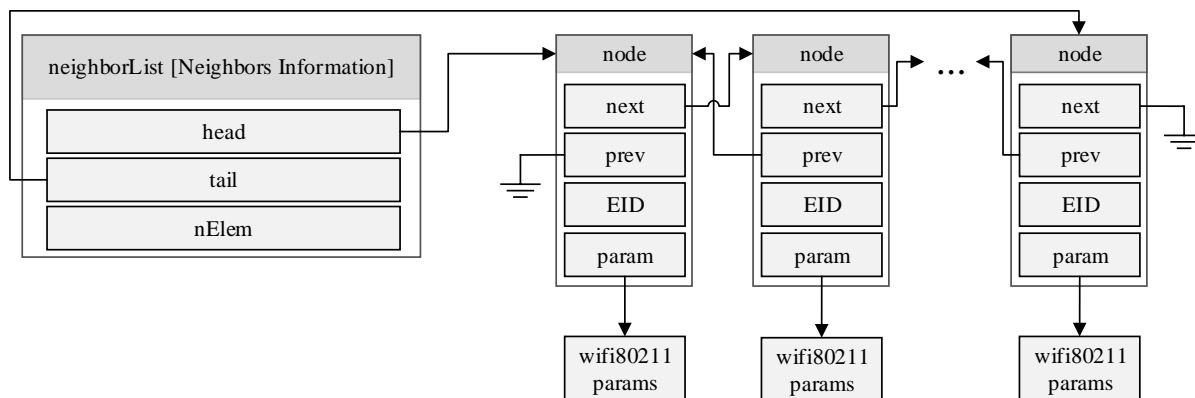 neighborList [Neighbors Information]
head
tail
nElem
node
next
prev
EID
param
wifi80211
params
node
next
prev
EID
param
wifi80211
params
...
node
next
prev
EID
param
wifi80211
params